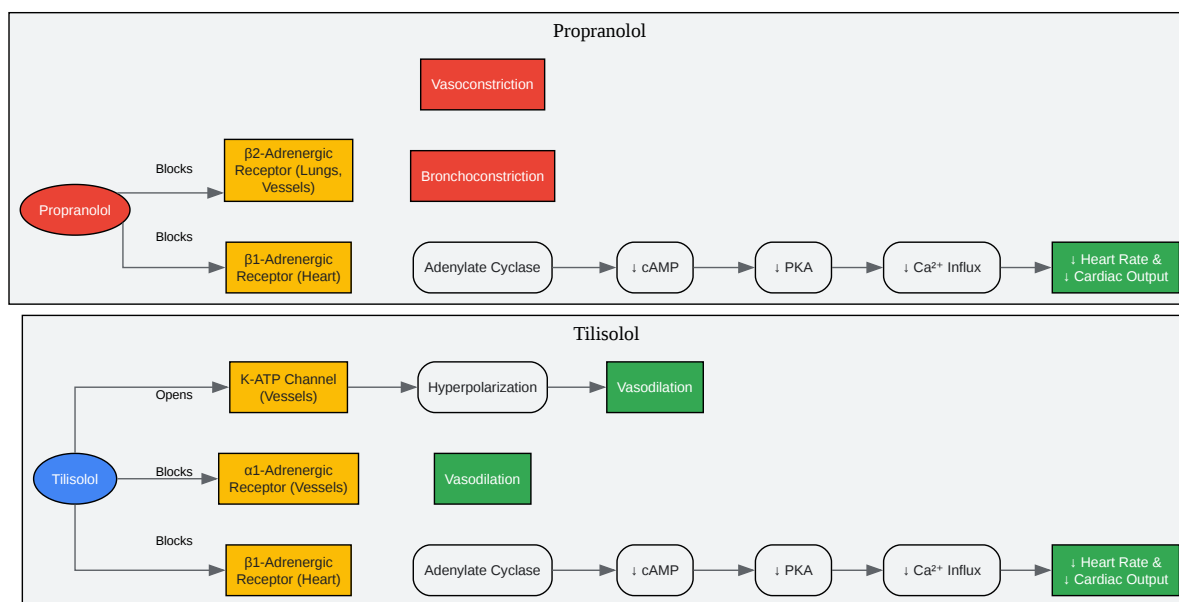 Propranolol
Vasoconstriction
Blocks
β2-Adrenergic
Receptor (Lungs,
Vessels)
Bronchoconstriction
Propranolol
Blocks
β1-Adrenergic
Receptor (Heart)
Adenylate Cyclase
↓ cAMP
↓ PKA
↓ Ca²⁺ Influx
↓ Heart Rate &
↓ Cardiac Output
Tilisolol
Opens
K-ATP Channel
(Vessels)
Hyperpolarization
Vasodilation
Tilisolol
Blocks
α1-Adrenergic
Receptor (Vessels)
Vasodilation
Blocks
β1-Adrenergic
Receptor (Heart)
Adenylate Cyclase
↓ cAMP
↓ PKA
↓ Ca²⁺ Influx
↓ Heart Rate &
↓ Cardiac Output